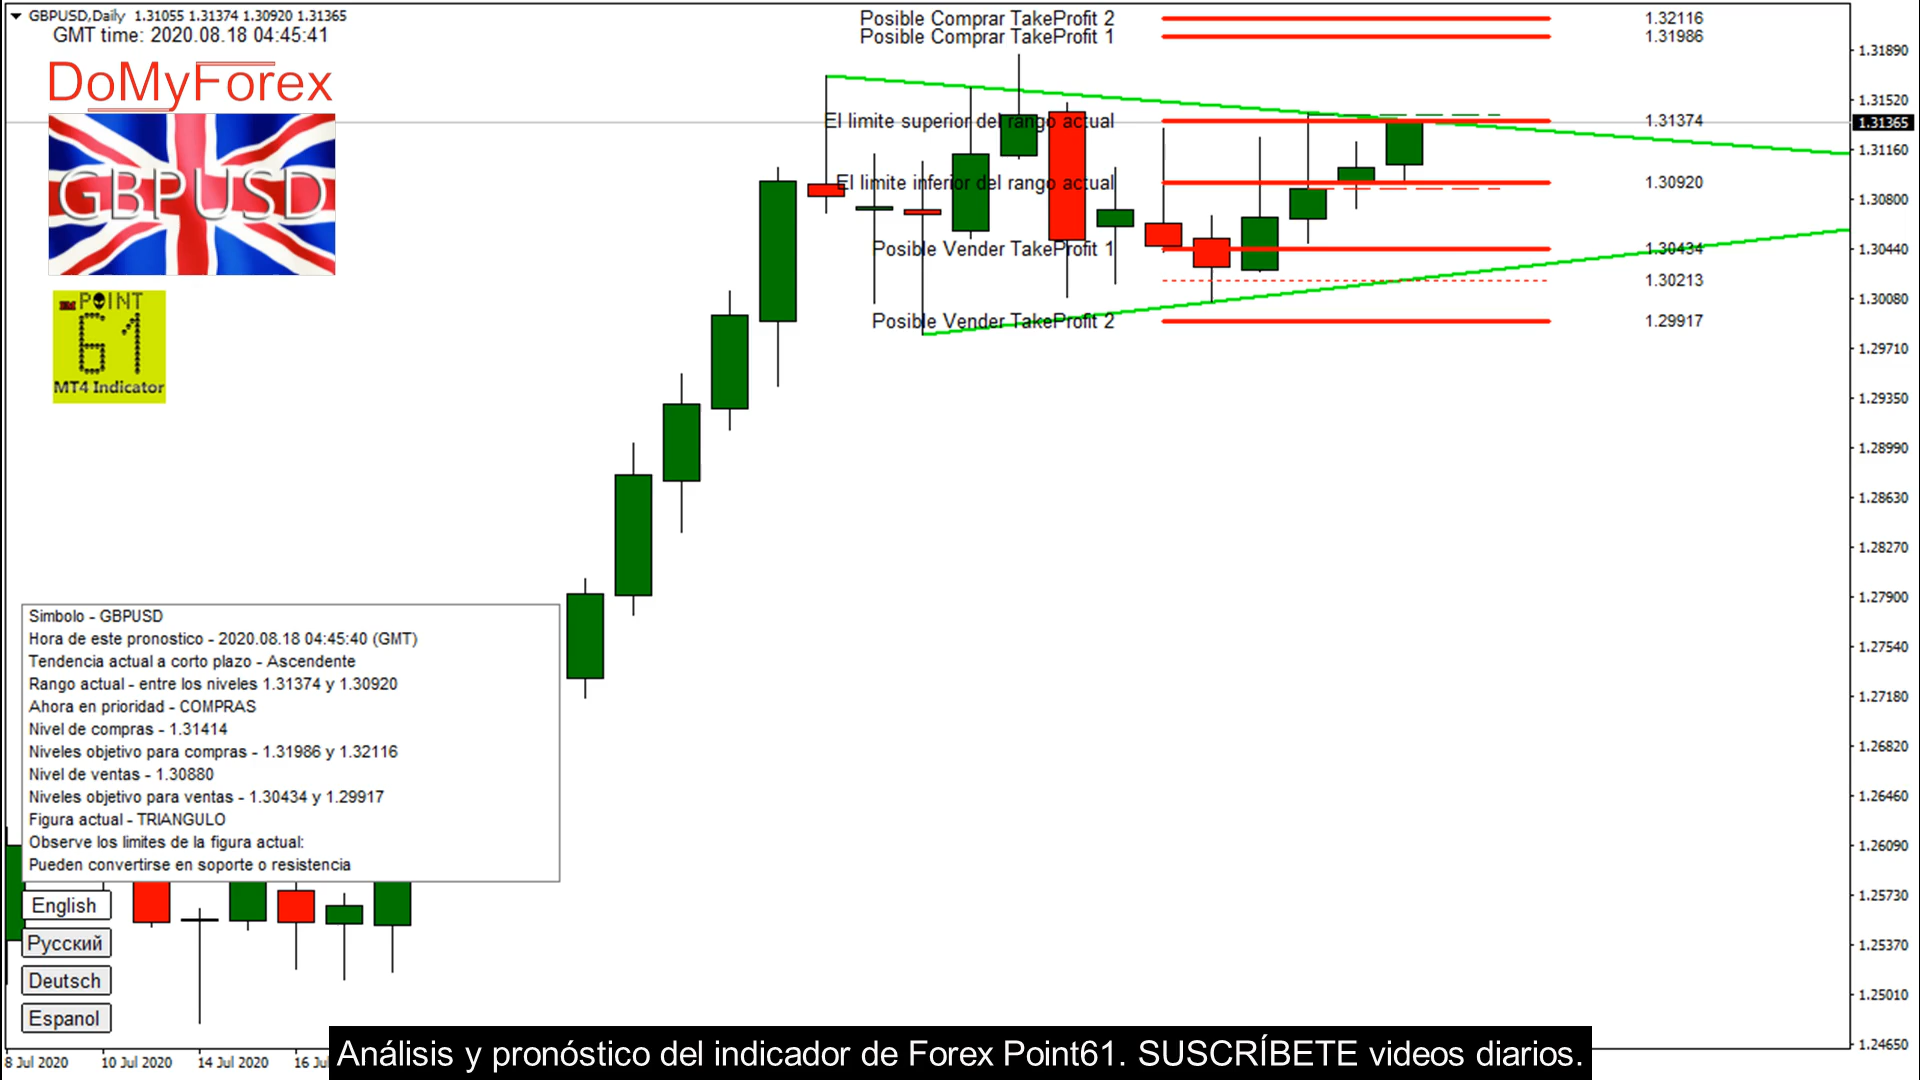 GBPUSD,Daily 1.31055 1.31374 1.30920 1.31365
GMT time: 2020.08.18 04:45:41
DoMyForex
GBPUSD
POINT
61
MT4 Indicator
Posible Comprar TakeProfit 2
1.32116
Posible Comprar TakeProfit 1
1.31986
El limite superior del rango actual
1.31374
El limite inferior del rango actual
1.30920
Posible Vender TakeProfit 1
1.30434
1.30213
Posible Vender TakeProfit 2
1.29917
1.31890
1.31520
1.31365
1.31160
1.30800
1.30440
1.30080
1.29710
1.29350
1.28990
1.28630
1.28270
1.27900
1.27540
1.27180
1.26820
1.26460
1.26090
1.25730
1.25370
1.25010
1.24650
Simbolo - GBPUSD
Hora de este pronostico - 2020.08.18 04:45:40 (GMT)
Tendencia actual a corto plazo - Ascendente
Rango actual - entre los niveles 1.31374 y 1.30920
Ahora en prioridad - COMPRAS
Nivel de compras - 1.31414
Niveles objetivo para compras - 1.31986 y 1.32116
Nivel de ventas - 1.30880
Niveles objetivo para ventas - 1.30434 y 1.29917
Figura actual - TRIANGULO
Observe los limites de la figura actual:
Pueden convertirse en soporte o resistencia
English
Русский
Deutsch
Espanol
8 Jul 2020 10 Jul 2020 14 Jul 2020 16 Ju
Análisis y pronóstico del indicador de Forex Point61. SUSCRÍBETE videos diarios.